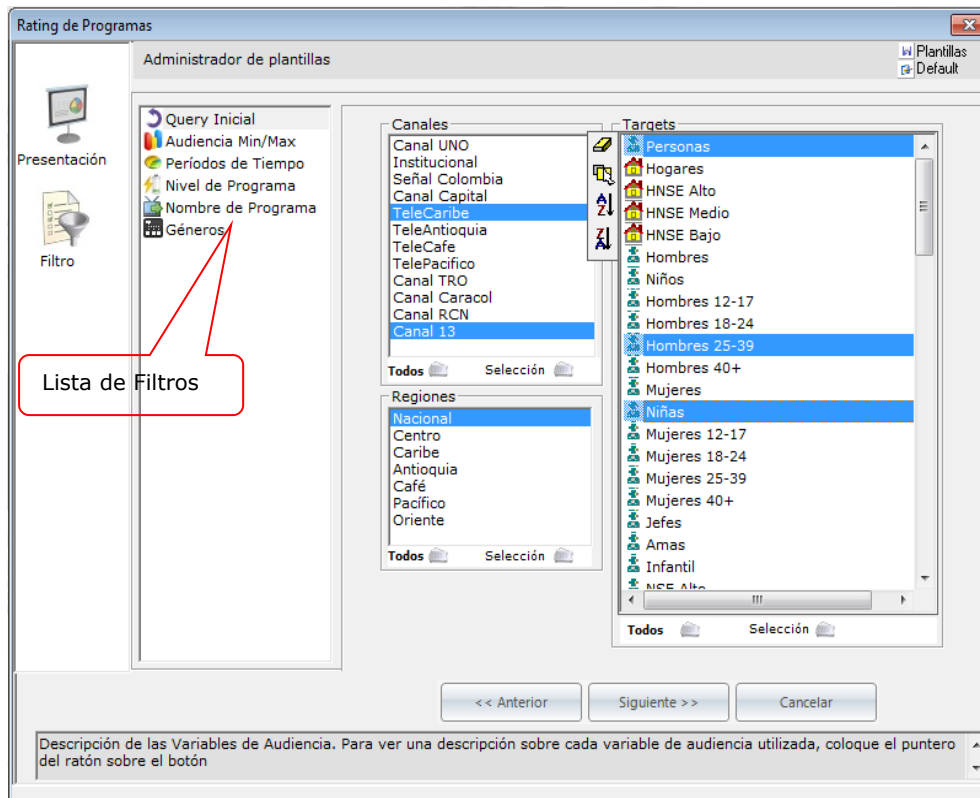 Rating de Programas
Administrador de plantillas
Plantillas
Default
Presentación
Filtro
Query Inicial
Audiencia Min/Max
Períodos de Tiempo
Nivel de Programa
Nombre de Programa
Géneros
Lista de Filtros
Canales
Canal UNO
Institucional
Señal Colombia
Canal Capital
TeleCaribe
TeleAntioquia
TeleCafe
TelePacifico
Canal TRO
Canal Caracol
Canal RCN
Canal 13
Todos Selección
Regiones
Nacional
Centro
Caribe
Antioquia
Café
Pacífico
Oriente
Todos Selección
Targets
Personas
Hogares
HNSE Alto
HNSE Medio
HNSE Bajo
Hombres
Niños
Hombres 12-17
Hombres 18-24
Hombres 25-39
Hombres 40+
Mujeres
Niñas
Mujeres 12-17
Mujeres 18-24
Mujeres 25-39
Mujeres 40+
Jefes
Amas
Infantil
NSE Alto
Todos Selección
<< Anterior Siguiente >> Cancelar
Descripción de las Variables de Audiencia. Para ver una descripción sobre cada variable de audiencia utilizada, coloque el puntero
del ratón sobre el botón